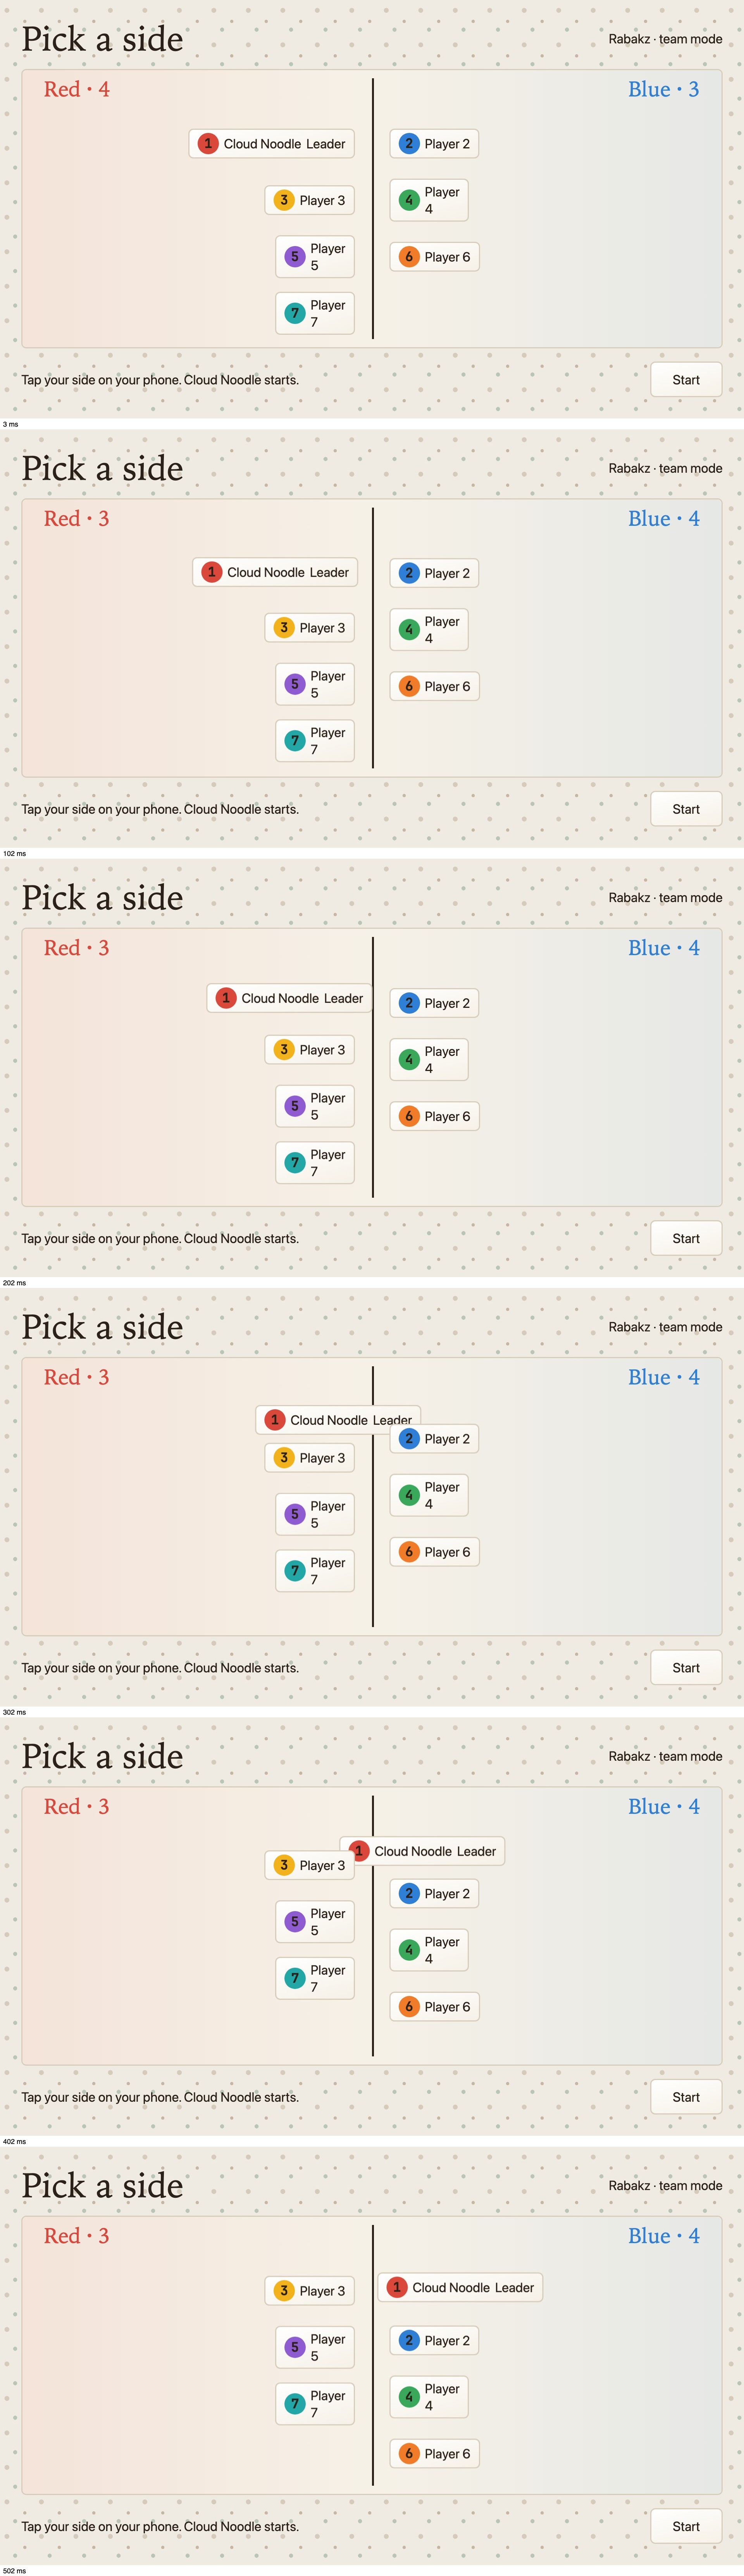 Pick a side
Rabakz · team mode
Red · 4
Blue · 3
1 Cloud Noodle Leader
2 Player 2
3 Player 3
4 Player
4
5 Player
5
6 Player 6
7 Player
7
Tap your side on your phone. Cloud Noodle starts.
Start
3 ms
Pick a side
Rabakz · team mode
Red · 3
Blue · 4
1 Cloud Noodle Leader
2 Player 2
3 Player 3
4 Player
4
5 Player
5
6 Player 6
7 Player
7
Tap your side on your phone. Cloud Noodle starts.
Start
102 ms
Pick a side
Rabakz · team mode
Red · 3
Blue · 4
1 Cloud Noodle Leader
2 Player 2
3 Player 3
4 Player
4
5 Player
5
6 Player 6
7 Player
7
Tap your side on your phone. Cloud Noodle starts.
Start
202 ms
Pick a side
Rabakz · team mode
Red · 3
Blue · 4
1 Cloud Noodle Leader
2 Player 2
3 Player 3
4 Player
4
5 Player
5
6 Player 6
7 Player
7
Tap your side on your phone. Cloud Noodle starts.
Start
302 ms
Pick a side
Rabakz · team mode
Red · 3
Blue · 4
1 Cloud Noodle Leader
3 Player 3
2 Player 2
5 Player
5
4 Player
4
7 Player
7
6 Player 6
Tap your side on your phone. Cloud Noodle starts.
Start
402 ms
Pick a side
Rabakz · team mode
Red · 3
Blue · 4
3 Player 3
1 Cloud Noodle Leader
5 Player
5
2 Player 2
7 Player
7
4 Player
4
6 Player 6
Tap your side on your phone. Cloud Noodle starts.
Start
502 ms